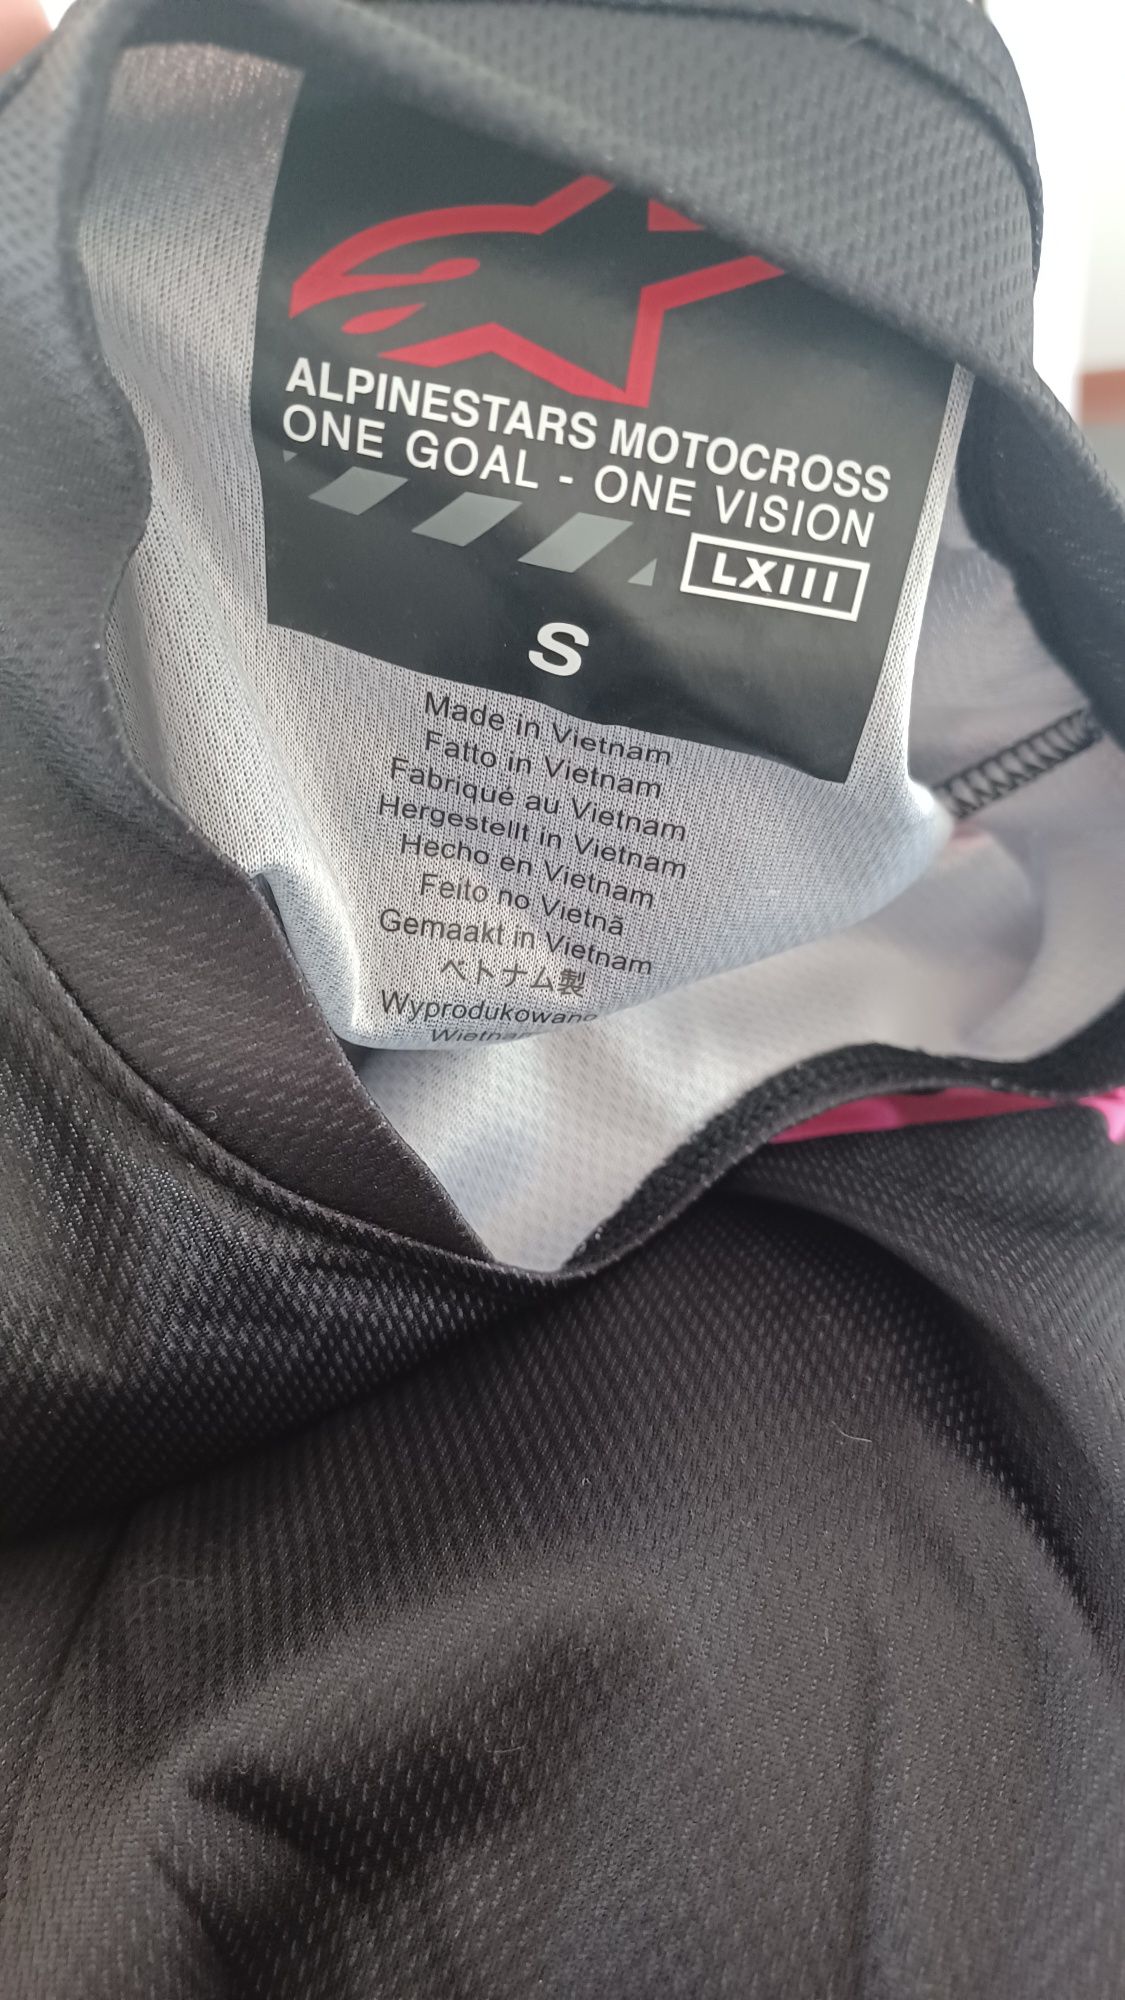 ALPINESTARS MOTOCROSS
ONE GOAL - ONE VISION
LXIII
S
Made in Vietnam
Fatto in Vietnam
Fabriqué au Vietnam
Hergestellt in Vietnam
Hecho en Vietnam
Feito no Vietnã
Gemaakt in Vietnam
ベトナム製